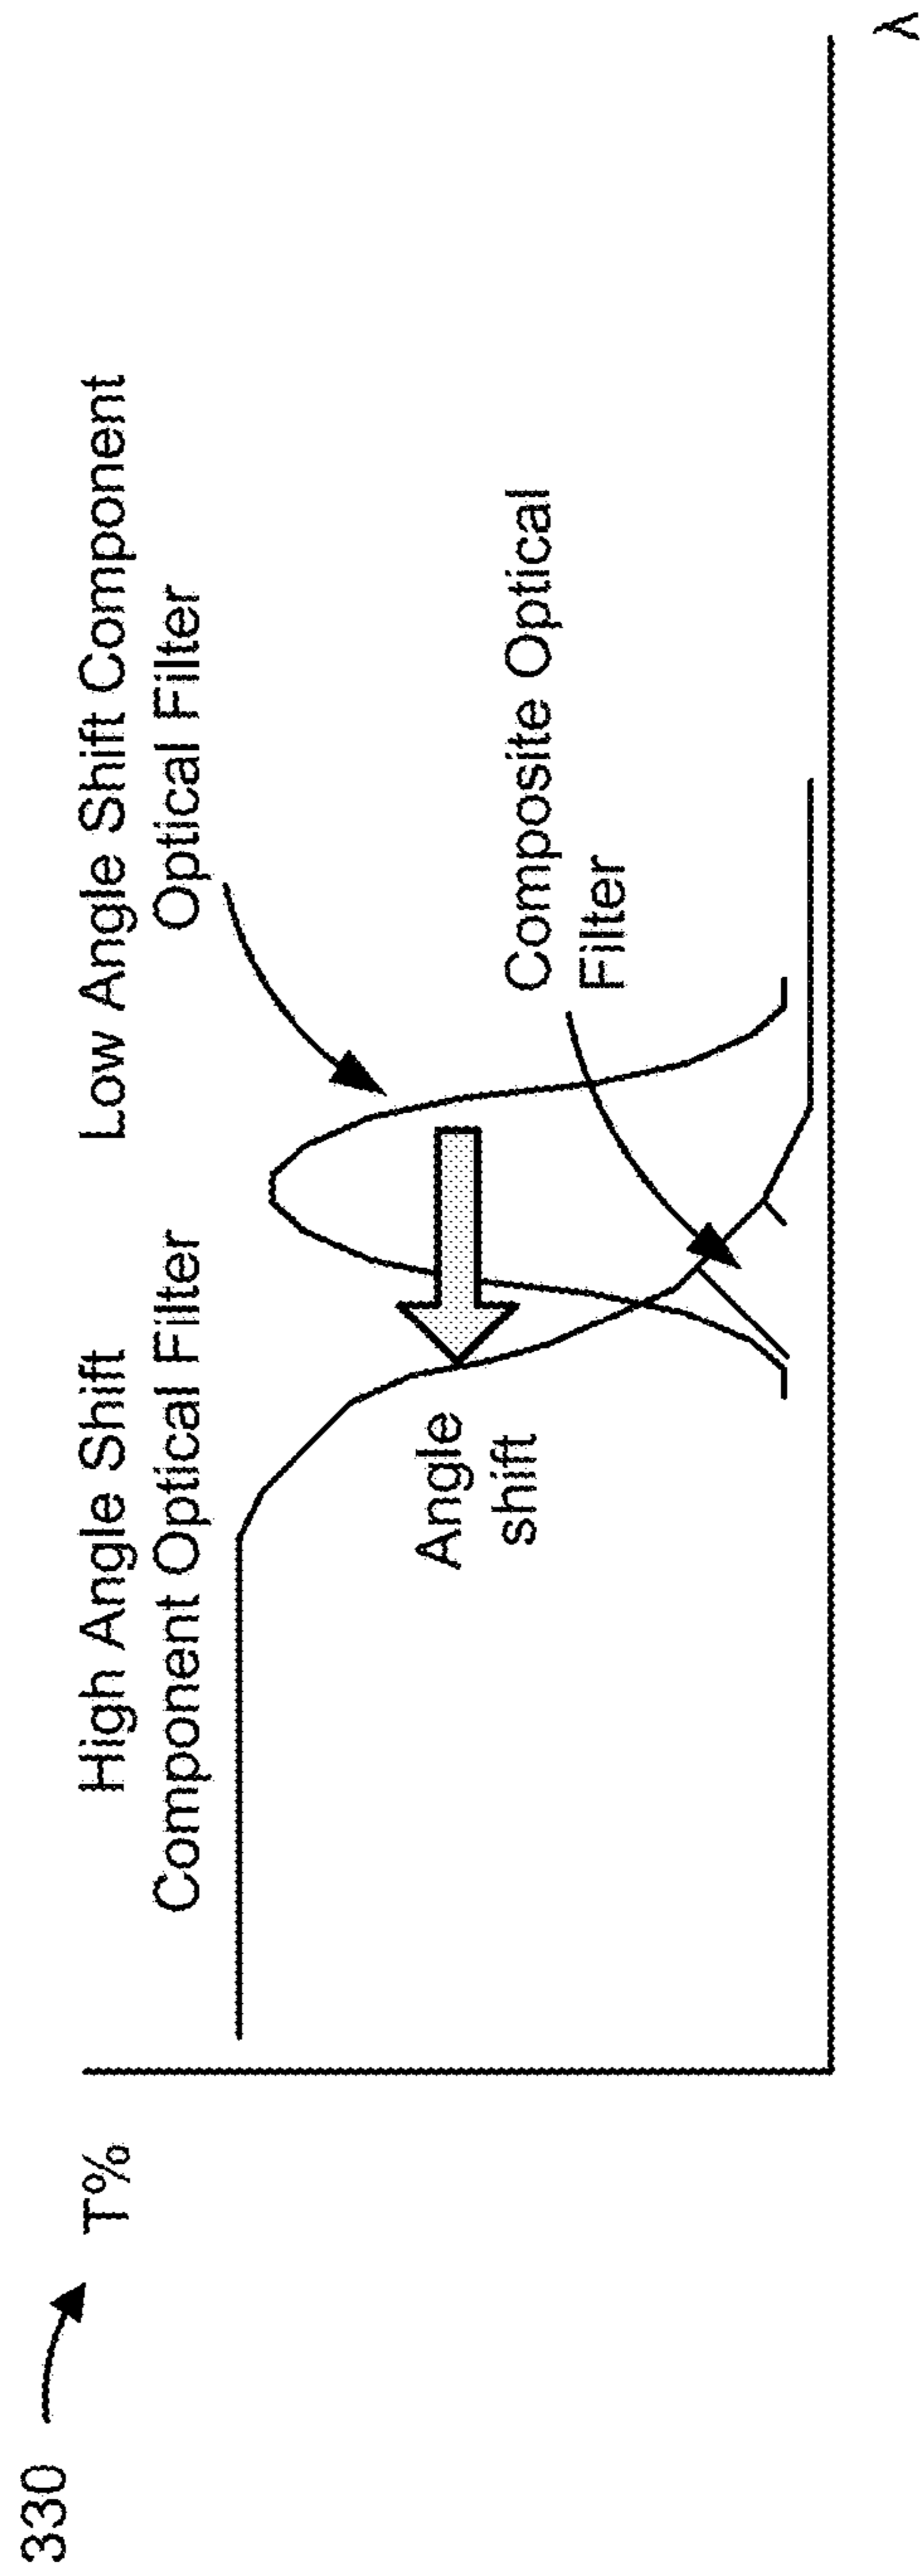 330
T%
High Angle Shift
Component Optical Filter
Low Angle Shift Component
Optical Filter
Angle
shift
Composite Optical
Filter
λ